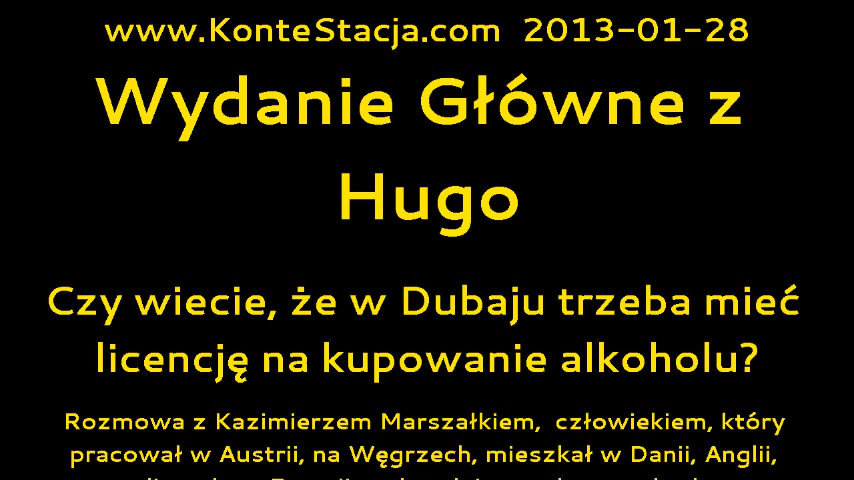 www.KonteStacja.com 2013-01-28
Wydanie Główne z
Hugo
Czy wiecie, że w Dubaju trzeba mieć
licencję na kupowanie alkoholu?
Rozmowa z Kazimierzem Marszałkiem, człowiekiem, który
pracował w Austrii, na Węgrzech, mieszkał w Danii, Anglii,